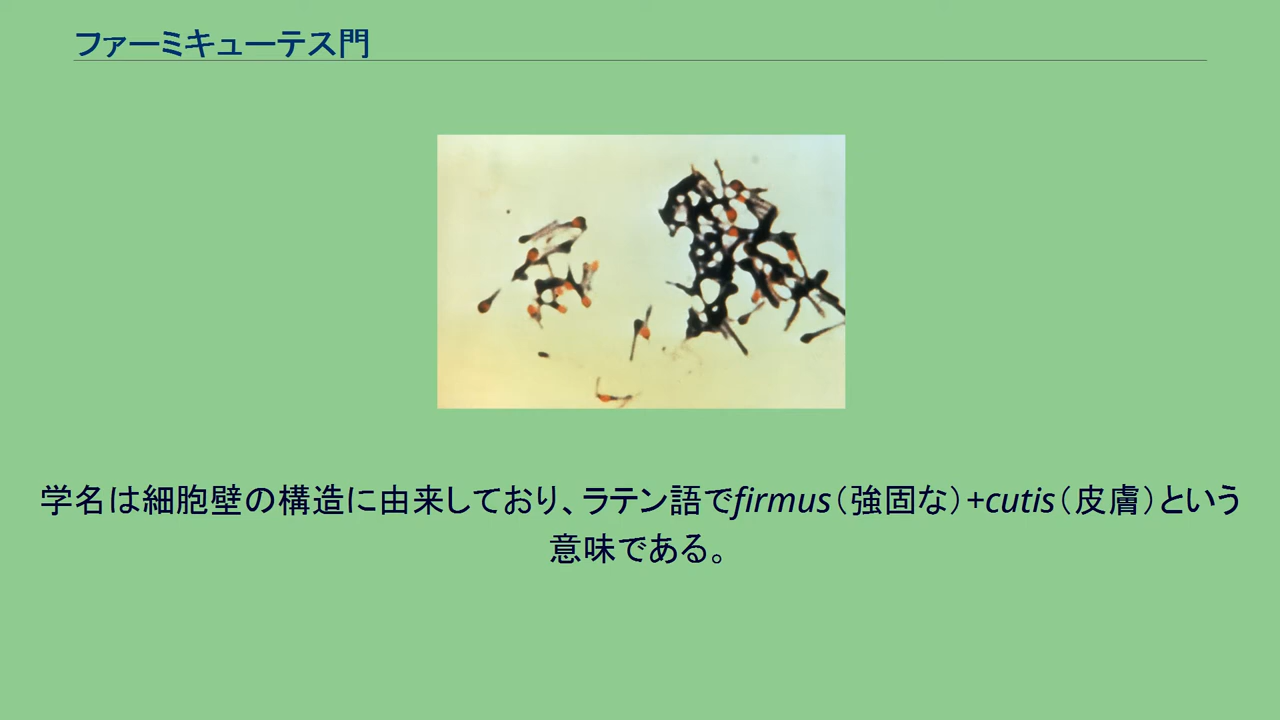 ファーミキューテス門
学名は細胞壁の構造に由来しており、ラテン語でfirmus（強固な）+cutis（皮膚）という
意味である。